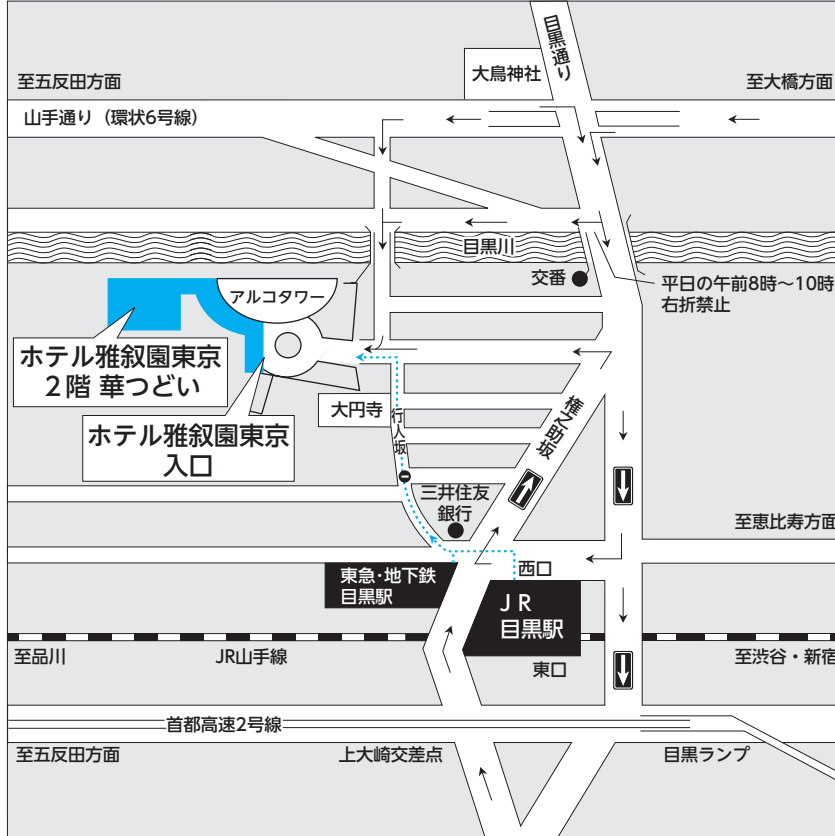 目黒通り
大鳥神社
至五反田方面
至大橋方面
山手通り（環状6号線）
目黒川
交番
平日の午前8時～10時
右折禁止
アルコタワー
ホテル雅叙園東京
2階 華つどい
ホテル雅叙園東京
入口
大円寺
行人坂
権之助坂
三井住友
銀行
至恵比寿方面
西口
東急・地下鉄
目黒駅
JR
目黒駅
東口
至品川
JR山手線
至渋谷・新宿
首都高速2号線
至五反田方面
上大崎交差点
目黒ランプ